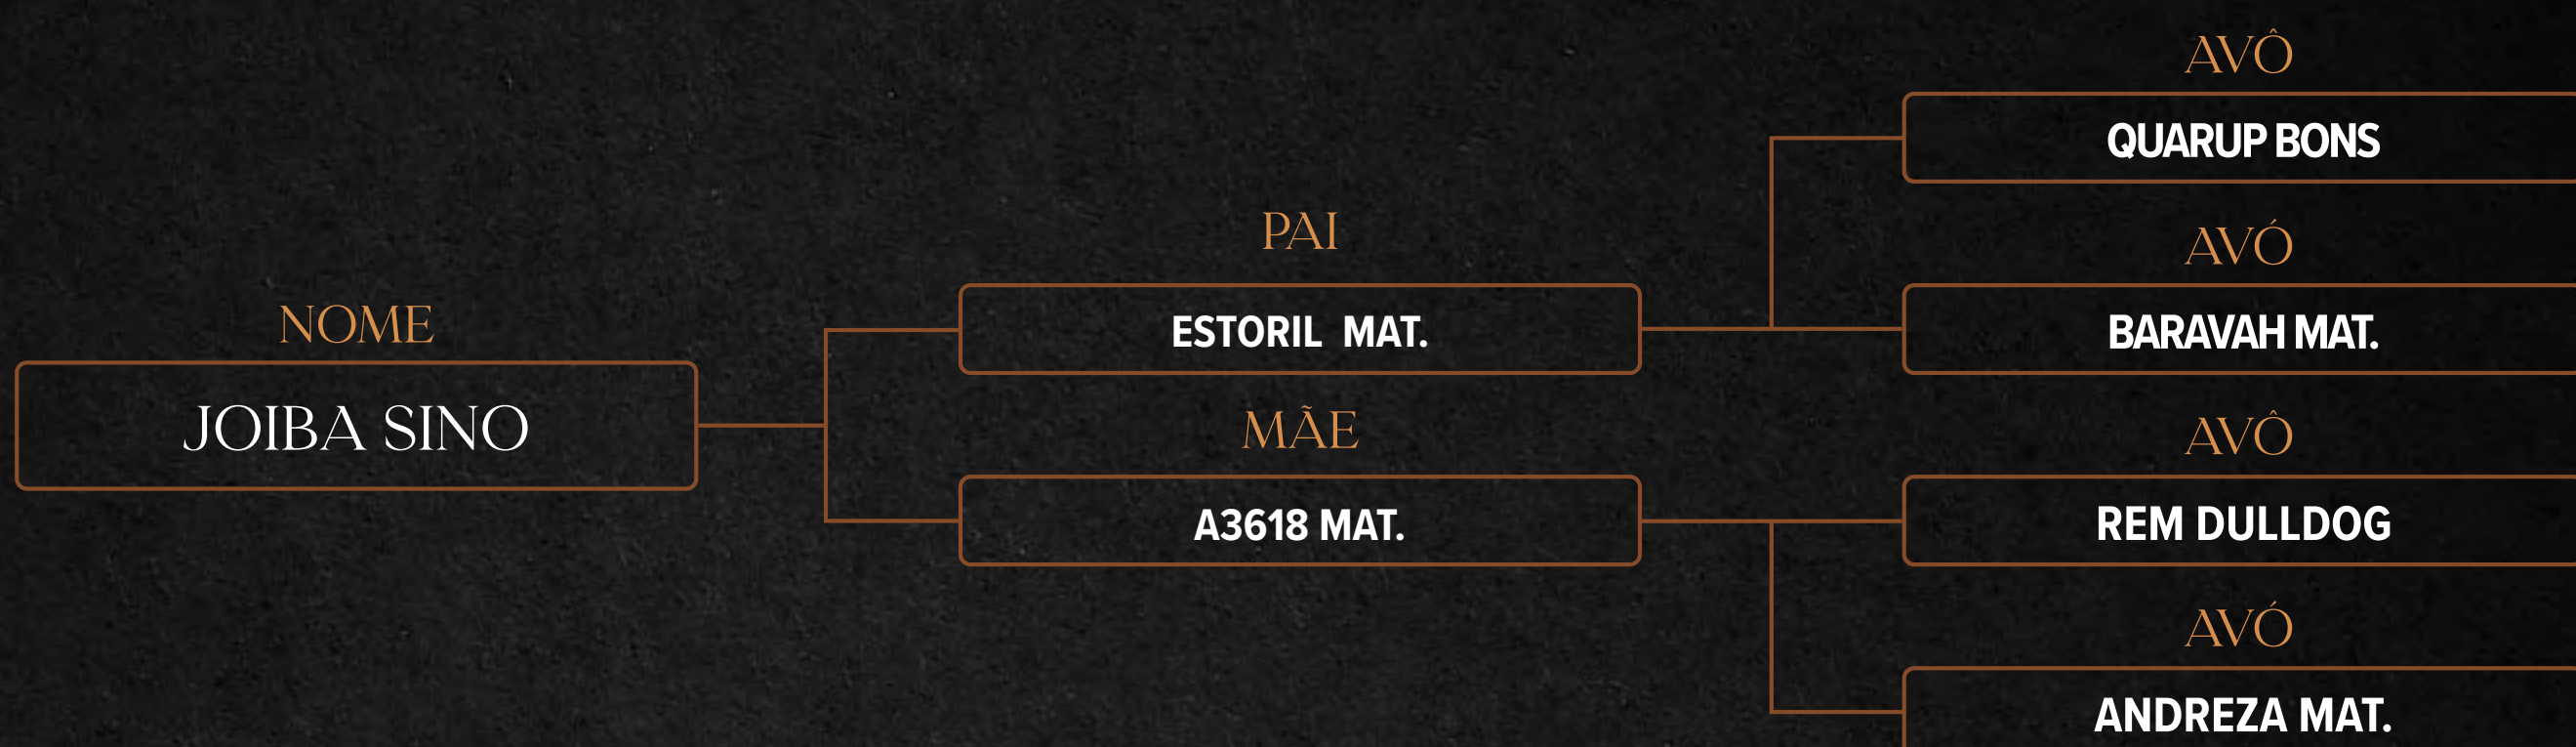 NOME
JOIBA SINO
PAI
ESTORIL MAT.
MÃE
A3618 MAT.
AVÔ
QUARUP BONS
AVÓ
BARAVAH MAT.
AVÔ
REM DULLDOG
AVÓ
ANDREZA MAT.